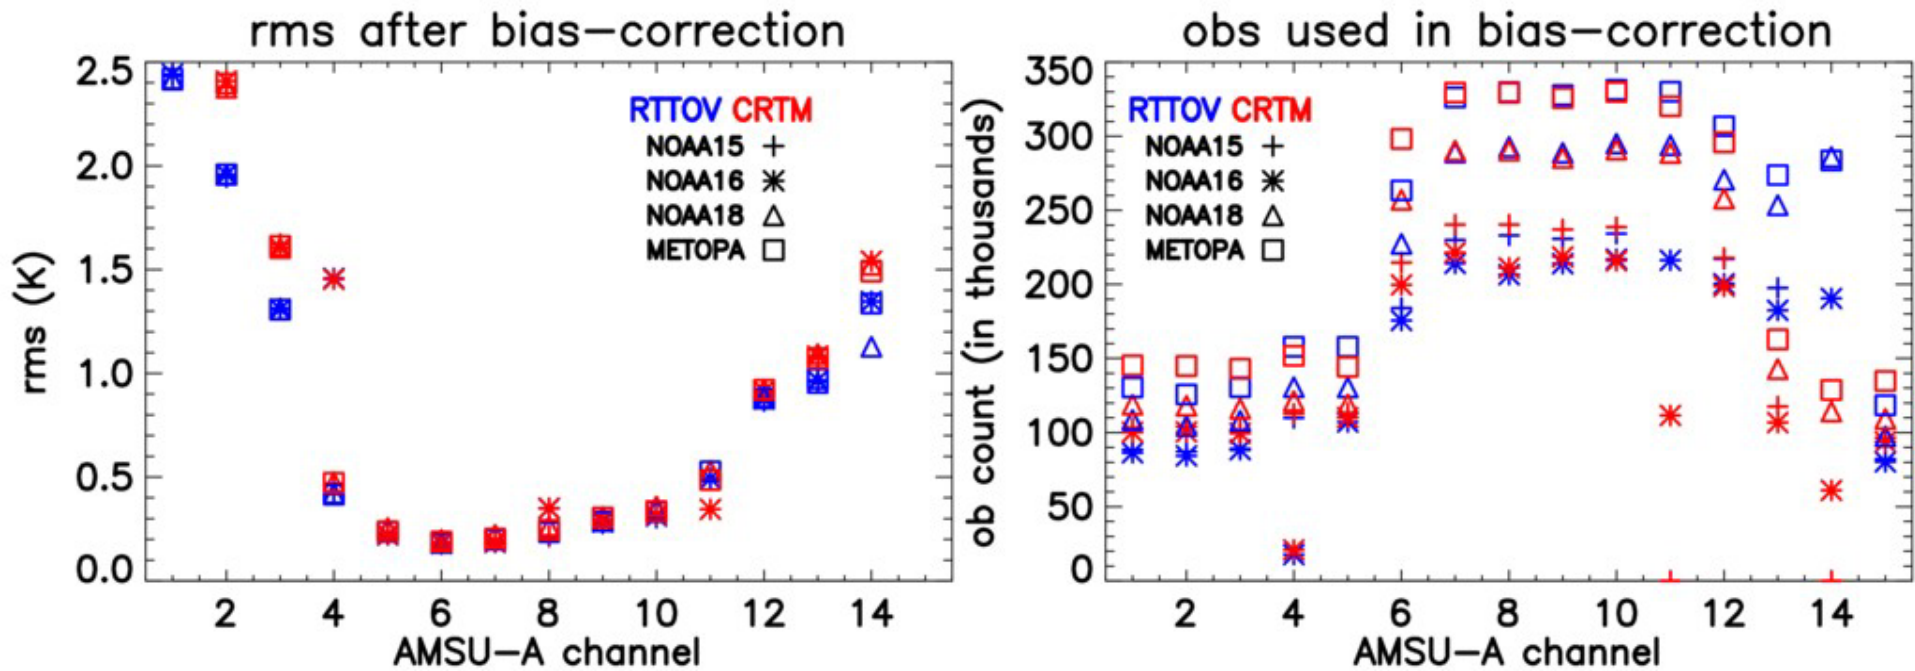 rms after bias-correction
2.5
2.0
1.5
1.0
0.5
0.0
rms (K)
RTTOV CRTM
NOAA15
NOAA16
NOAA18
METOPA
2 4 6 8 10 12 14
AMSU-A channel
obs used in bias-correction
350
300
250
200
150
100
50
0
ob count (in thousands)
RTTOV CRTM
NOAA15
NOAA16
NOAA18
METOPA
2 4 6 8 10 12 14
AMSU-A channel